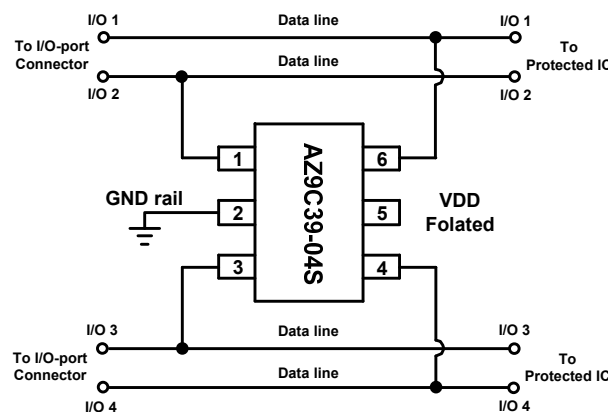 I/O 1
Data line
I/O 1
To I/O-port
Connector
To
Protected IC
I/O 2
Data line
I/O 2
1
6
GND rail
2
AZ9C39-04S
5
VDD
Folated
3
4
I/O 3
Data line
I/O 3
To I/O-port
Connector
To
Protected IC
I/O 4
Data line
I/O 4